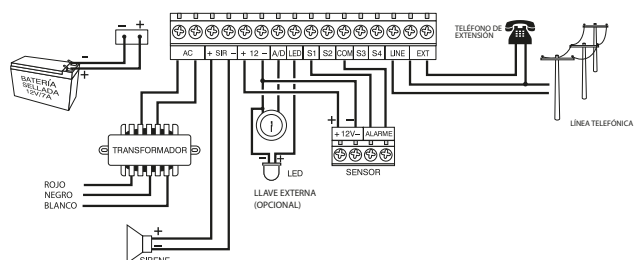 - +
TELÉFONO DE
EXTENSIÓN
AC + SIR - + 12 - A/D LED S1 S2 COM S3 S4 LINE EXT
- +
BATERÍA
SELLADA
12V/7A
LÍNEA TELEFÓNICA
+ -
+ 12V- ALARME
TRANSFORMADOR
- +
LED
SENSOR
ROJO
NEGRO
BLANCO
LLAVE EXTERNA
(OPCIONAL)
+
-
SIRENE